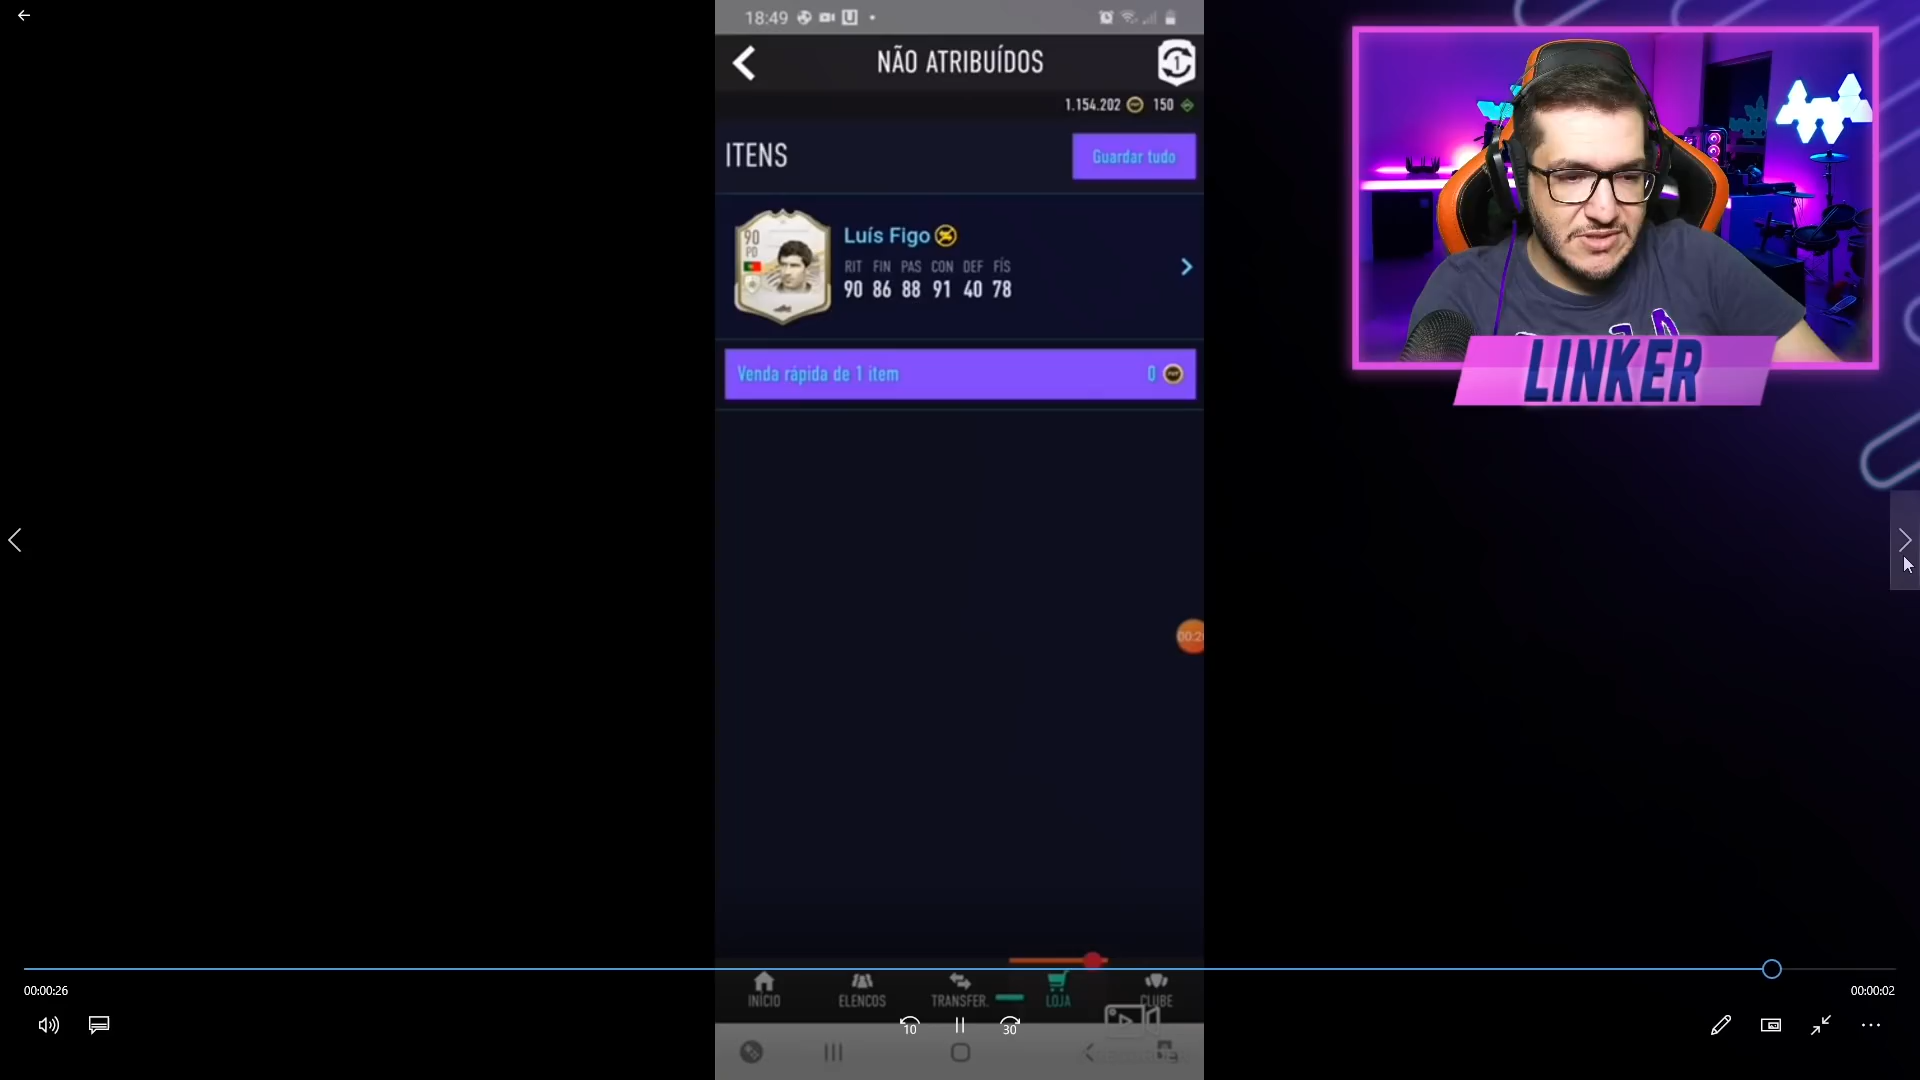 18:49
NÃO ATRIBUÍDOS
1
1.154.202 150
ITENS
Guardar tudo
90
PD
Luís Figo
RIT FIN PAS CON DEF FÍS
90 86 88 91 40 78
Venda rápida de 1 item 0
LINKER
INÍCIO ELENCOS TRANSFER. LOJA CLUBE
00:00:26
00:00:02
10
30